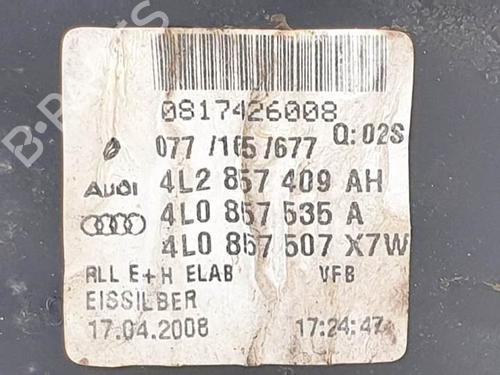 0817426008
077/165/677 Q:02S
Audi 4L2 857 409 AH
4L0 857 535 A
4L0 857 507 X7W
RLL E+H ELAB VFB
EISSILBER
17.04.2008 17:24:47